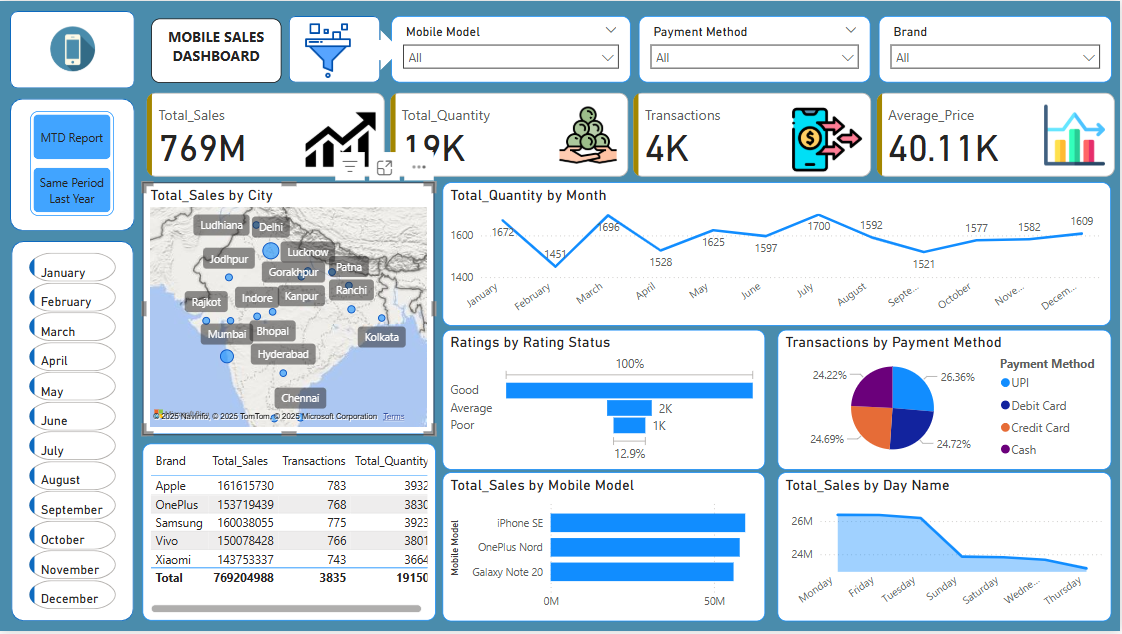 MOBILE SALES
DASHBOARD
Mobile Model
All
Payment Method
All
Brand
All
MTD Report
Same Period
Last Year
Total_Sales
769M
Total_Quantity
19K
Transactions
4K
Average_Price
40.11K
January
February
March
April
May
June
July
August
September
October
November
December
Total_Sales by City
Ludhiana
Delhi
Jodhpur
Lucknow
Gorakhpur
Patna
Rajkot
Indore
Kanpur
Ranchi
Mumbai
Bhopal
Kolkata
Hyderabad
Chennai
© 2025 TomTom, © 2025 Microsoft Corporation Terms
Total_Quantity by Month
1600
1400
1672
1451
1696
1528
1625
1597
1700
1592
1521
1577
1582
1609
January
February
March
April
May
June
July
August
Septe...
October
Nove...
Decem...
Ratings by Rating Status
100%
Good
Average
2K
Poor
1K
12.9%
Transactions by Payment Method
24.22%
26.36%
24.69%
24.72%
Payment Method
UPI
Debit Card
Credit Card
Cash
Brand Total_Sales Transactions Total_Quantity
Apple 161615730 783 3932
OnePlus 153719439 768 3830
Samsung 160038055 775 3923
Vivo 150078428 766 3801
Xiaomi 143753337 743 3664
Total 769204988 3835 19150
Total_Sales by Mobile Model
Mobile Model
iPhone SE
OnePlus Nord
Galaxy Note 20
0M
50M
Total_Sales by Day Name
26M
24M
Monday
Friday
Tuesday
Sunday
Saturday
Wedne...
Thursday